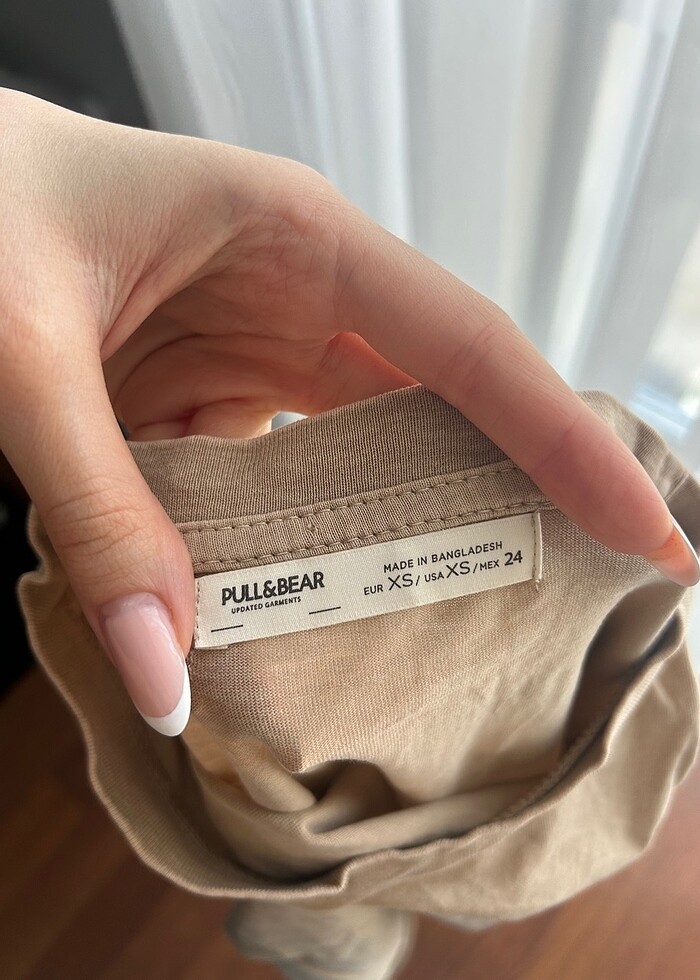 PULL&BEAR
UPDATED GARMENTS
MADE IN BANGLADESH
EUR XS / USA XS / MEX 24